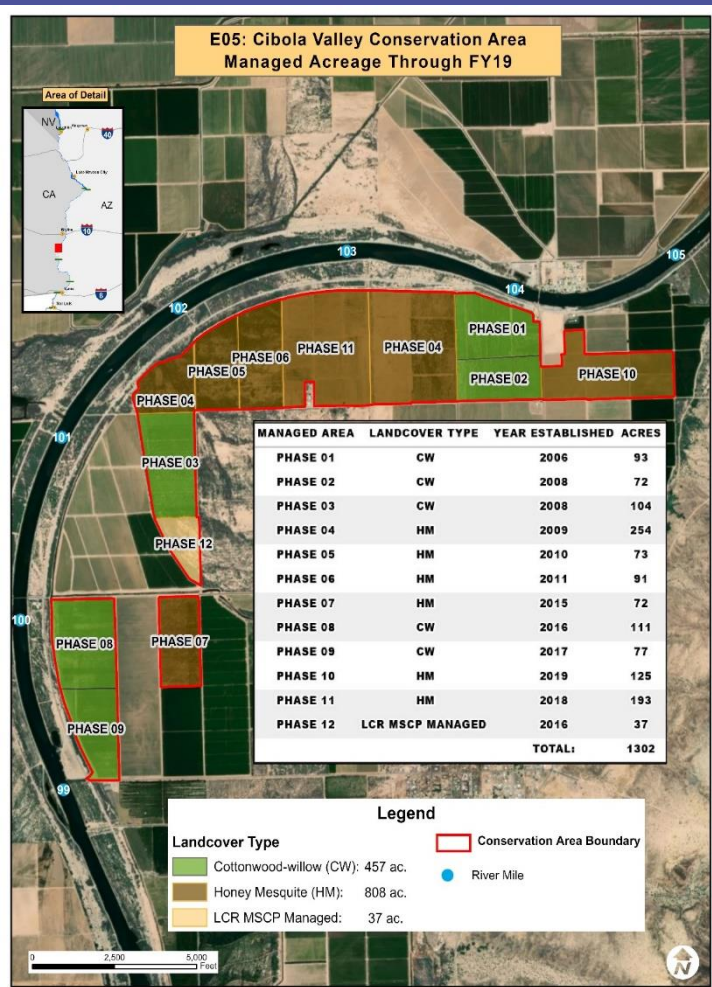 E05: Cibola Valley Conservation Area
Managed Acreage Through FY19
Area of Detail
NV
40
CA
AZ
10
8
105
104
103
102
101
100
99
PHASE 01
PHASE 02
PHASE 10
PHASE 04
PHASE 11
PHASE 06
PHASE 05
PHASE 04
PHASE 03
PHASE 12
PHASE 07
PHASE 08
PHASE 09
MANAGED AREA LANDCOVER TYPE YEAR ESTABLISHED ACRES
PHASE 01 CW 2006 93
PHASE 02 CW 2008 72
PHASE 03 CW 2008 104
PHASE 04 HM 2009 254
PHASE 05 HM 2010 73
PHASE 06 HM 2011 91
PHASE 07 HM 2015 72
PHASE 08 CW 2016 111
PHASE 09 CW 2017 77
PHASE 10 HM 2019 125
PHASE 11 HM 2018 193
PHASE 12 LCR MSCP MANAGED 2016 37
TOTAL: 1302
Legend
Landcover Type
Cottonwood-willow (CW): 457 ac.
Honey Mesquite (HM): 808 ac.
LCR MSCP Managed: 37 ac.
Conservation Area Boundary
River Mile
0 2,500 5,000
Feet
N